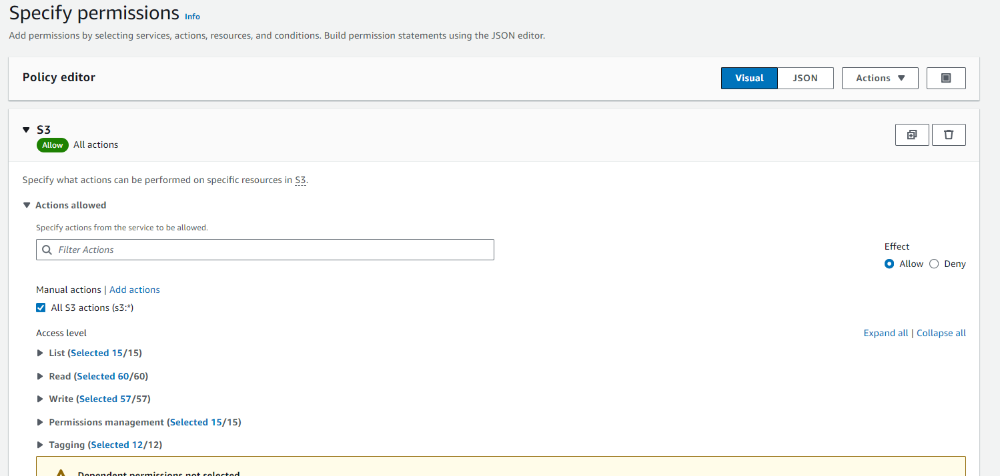 Specify permissions Info
Add permissions by selecting services, actions, resources, and conditions. Build permission statements using the JSON editor.
Policy editor
Visual JSON Actions
S3
Allow All actions
Specify what actions can be performed on specific resources in S3.
Actions allowed
Specify actions from the service to be allowed.
Filter Actions
Effect
Allow Deny
Manual actions | Add actions
All S3 actions (s3:*)
Access level
Expand all | Collapse all
List (Selected 15/15)
Read (Selected 60/60)
Write (Selected 57/57)
Permissions management (Selected 15/15)
Tagging (Selected 12/12)
Dependent permissions not selected